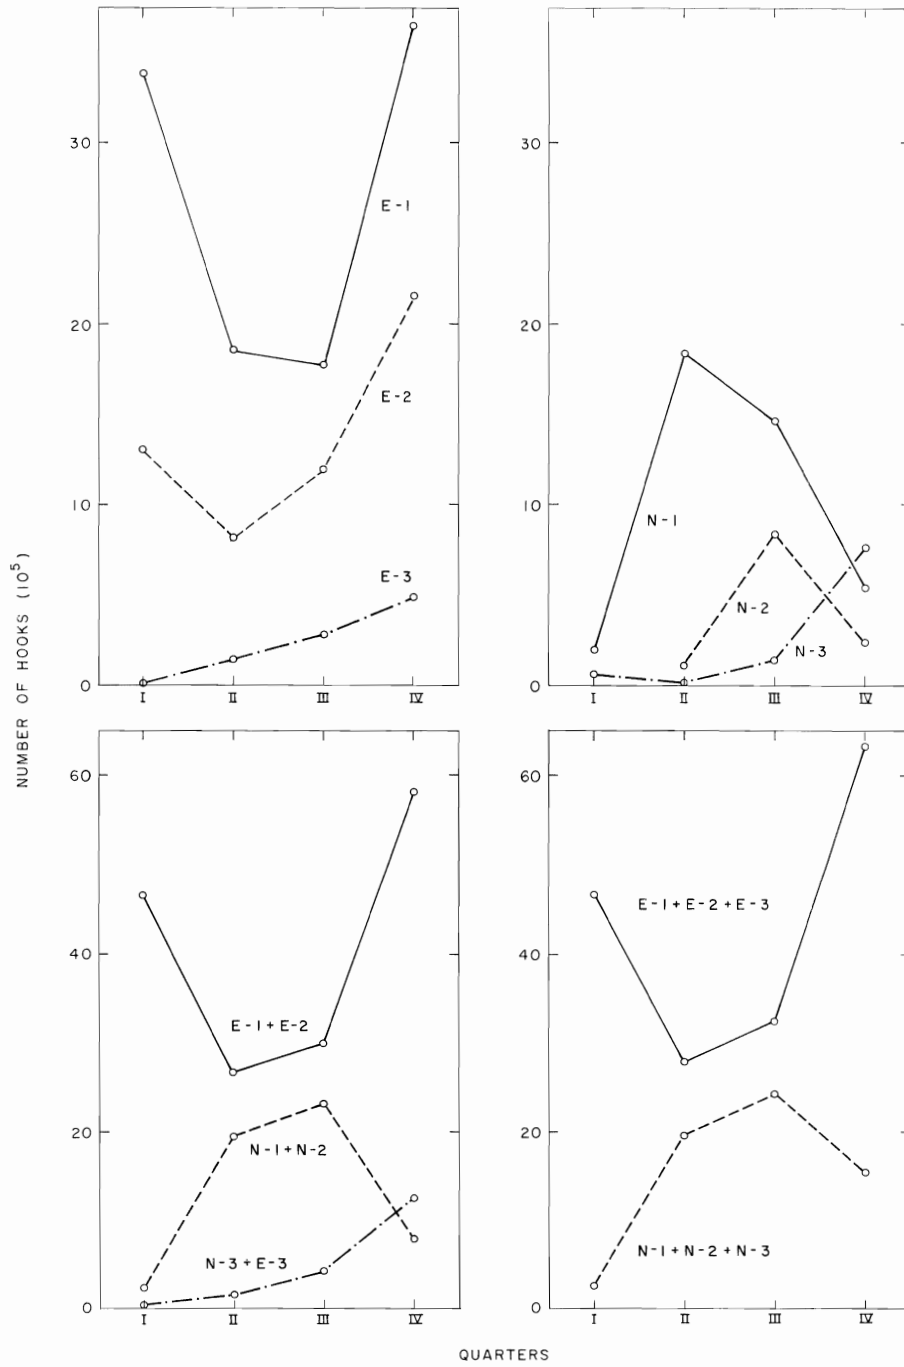 NUMBER OF HOOKS (10⁵)
30
20
10
0
E-1
E-2
E-3
I II III IV
30
20
10
0
N-1
N-2
N-3
I II III IV
60
40
20
0
E-1+E-2
N-1+N-2
N-3+E-3
I II III IV
60
40
20
0
E-1+E-2+E-3
N-1+N-2+N-3
I II III IV
QUARTERS